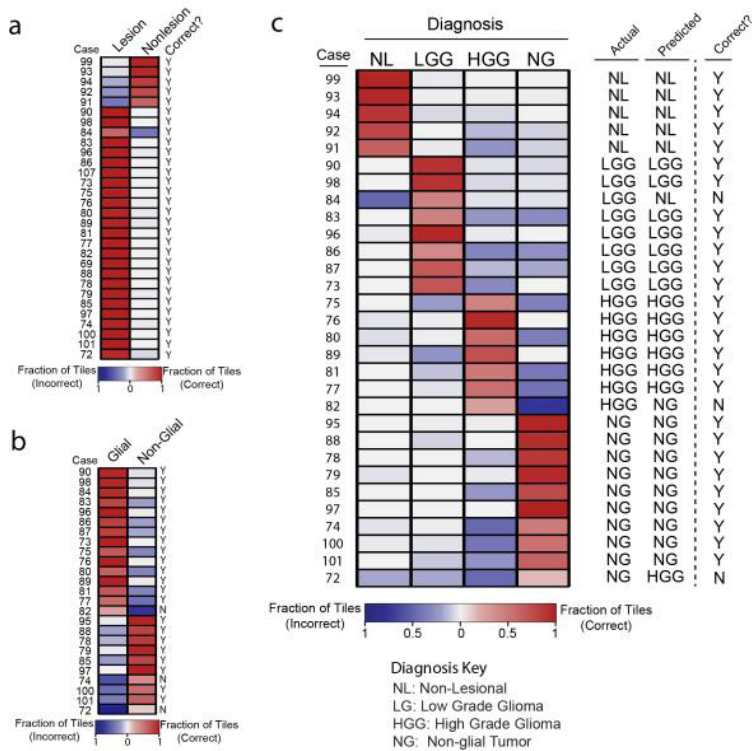 a
Case Lesion Nonlesion Correct?
99 Y
93 Y
94 Y
92 Y
91 Y
90 Y
98 Y
84 Y
83 Y
96 Y
86 Y
107 Y
73 Y
75 Y
76 Y
80 Y
89 Y
81 Y
77 Y
82 Y
69 Y
88 Y
78 Y
79 Y
85 Y
97 Y
74 Y
100 Y
101 Y
72 Y
Fraction of Tiles
(Incorrect)
1 0 1
Fraction of Tiles
(Correct)
b
Case Glial Non-Glial
90 Y
98 Y
84 Y
83 Y
96 Y
86 Y
87 Y
73 Y
75 Y
76 Y
80 Y
89 Y
81 Y
77 Y
82 N
95 Y
88 Y
78 Y
79 Y
85 Y
97 Y
74 N
100 Y
101 Y
72 N
Fraction of Tiles
(Incorrect)
1 0 1
Fraction of Tiles
(Correct)
c
Diagnosis
Case NL LGG HGG NG Actual Predicted Correct?
99 NL NL Y
93 NL NL Y
94 NL NL Y
92 NL NL Y
91 NL NL Y
90 LGG LGG Y
98 LGG LGG Y
84 LGG NL N
83 LGG LGG Y
96 LGG LGG Y
86 LGG LGG Y
87 LGG LGG Y
73 LGG LGG Y
75 HGG HGG Y
76 HGG HGG Y
80 HGG HGG Y
89 HGG HGG Y
81 HGG HGG Y
77 HGG HGG Y
82 HGG NG N
95 NG NG Y
88 NG NG Y
78 NG NG Y
79 NG NG Y
85 NG NG Y
97 NG NG Y
74 NG NG Y
100 NG NG Y
101 NG NG Y
72 NG HGG N
Fraction of Tiles
(Incorrect)
1 0.5 0 0.5 1
Fraction of Tiles
(Correct)
Diagnosis Key
NL: Non-Lesional
LG: Low Grade Glioma
HGG: High Grade Glioma
NG: Non-glial Tumor